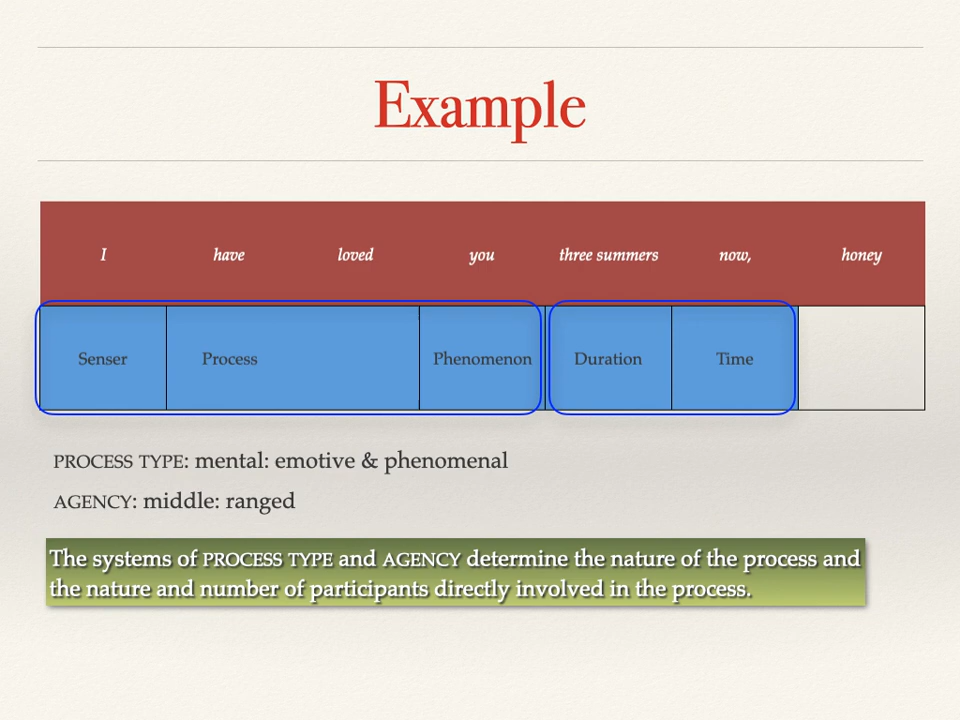 Example
I have loved you three summers now, honey
Senser Process Phenomenon Duration Time
PROCESS TYPE: mental: emotive & phenomenal
AGENCY: middle: ranged
The systems of PROCESS TYPE and AGENCY determine the nature of the process and
the nature and number of participants directly involved in the process.